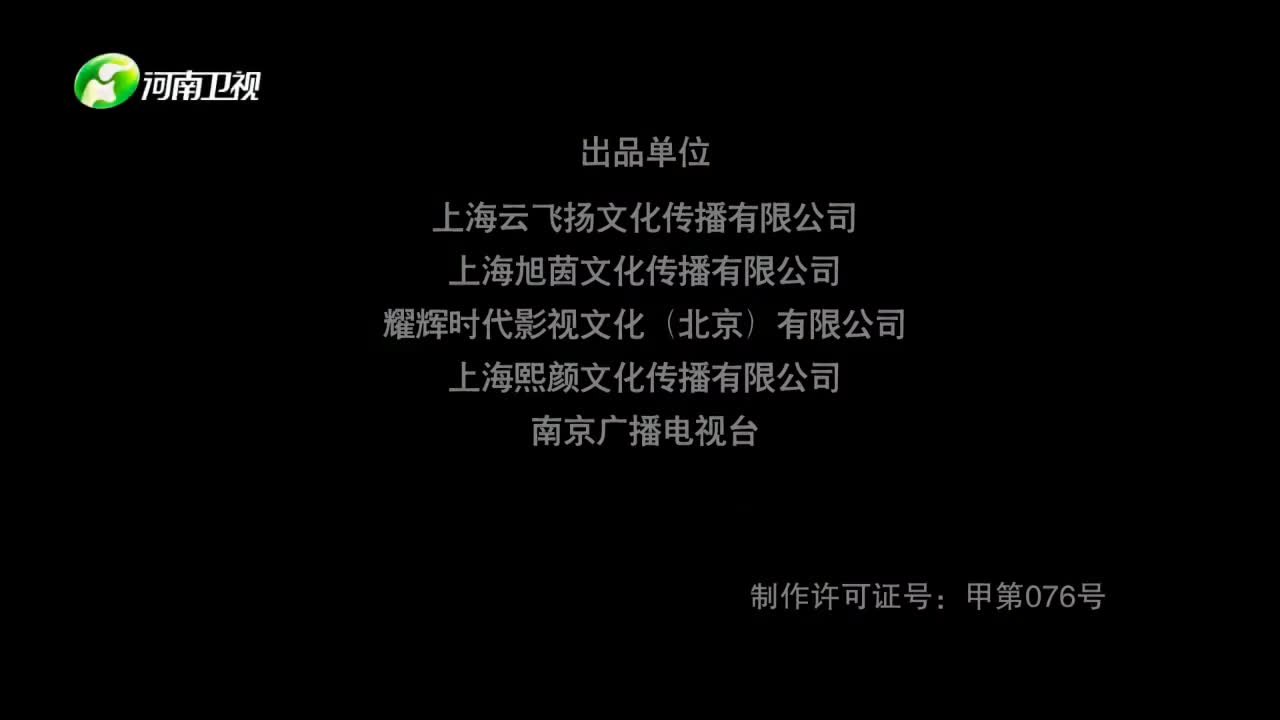 河南卫视
出品单位
上海云飞扬文化传播有限公司
上海旭茵文化传播有限公司
耀辉时代影视文化（北京）有限公司
上海熙颜文化传播有限公司
南京广播电视台
制作许可证号：甲第076号